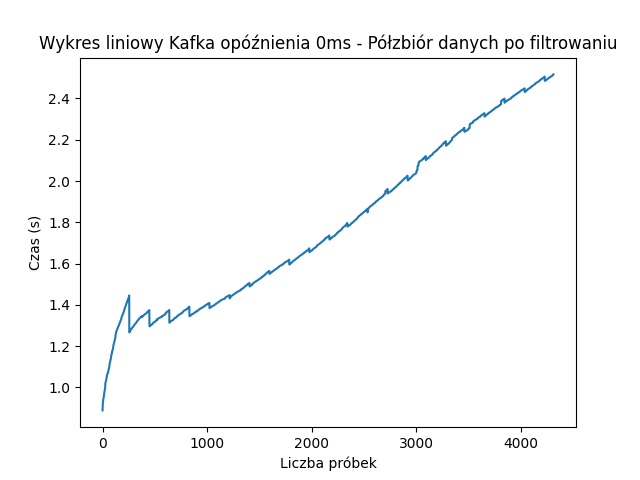 Wykres liniowy Kafka opóźnienia 0ms - Półzbiór danych po filtrowaniu
2.4
2.2
2.0
1.8
1.6
1.4
1.2
1.0
Czas (s)
0 1000 2000 3000 4000
Liczba próbek